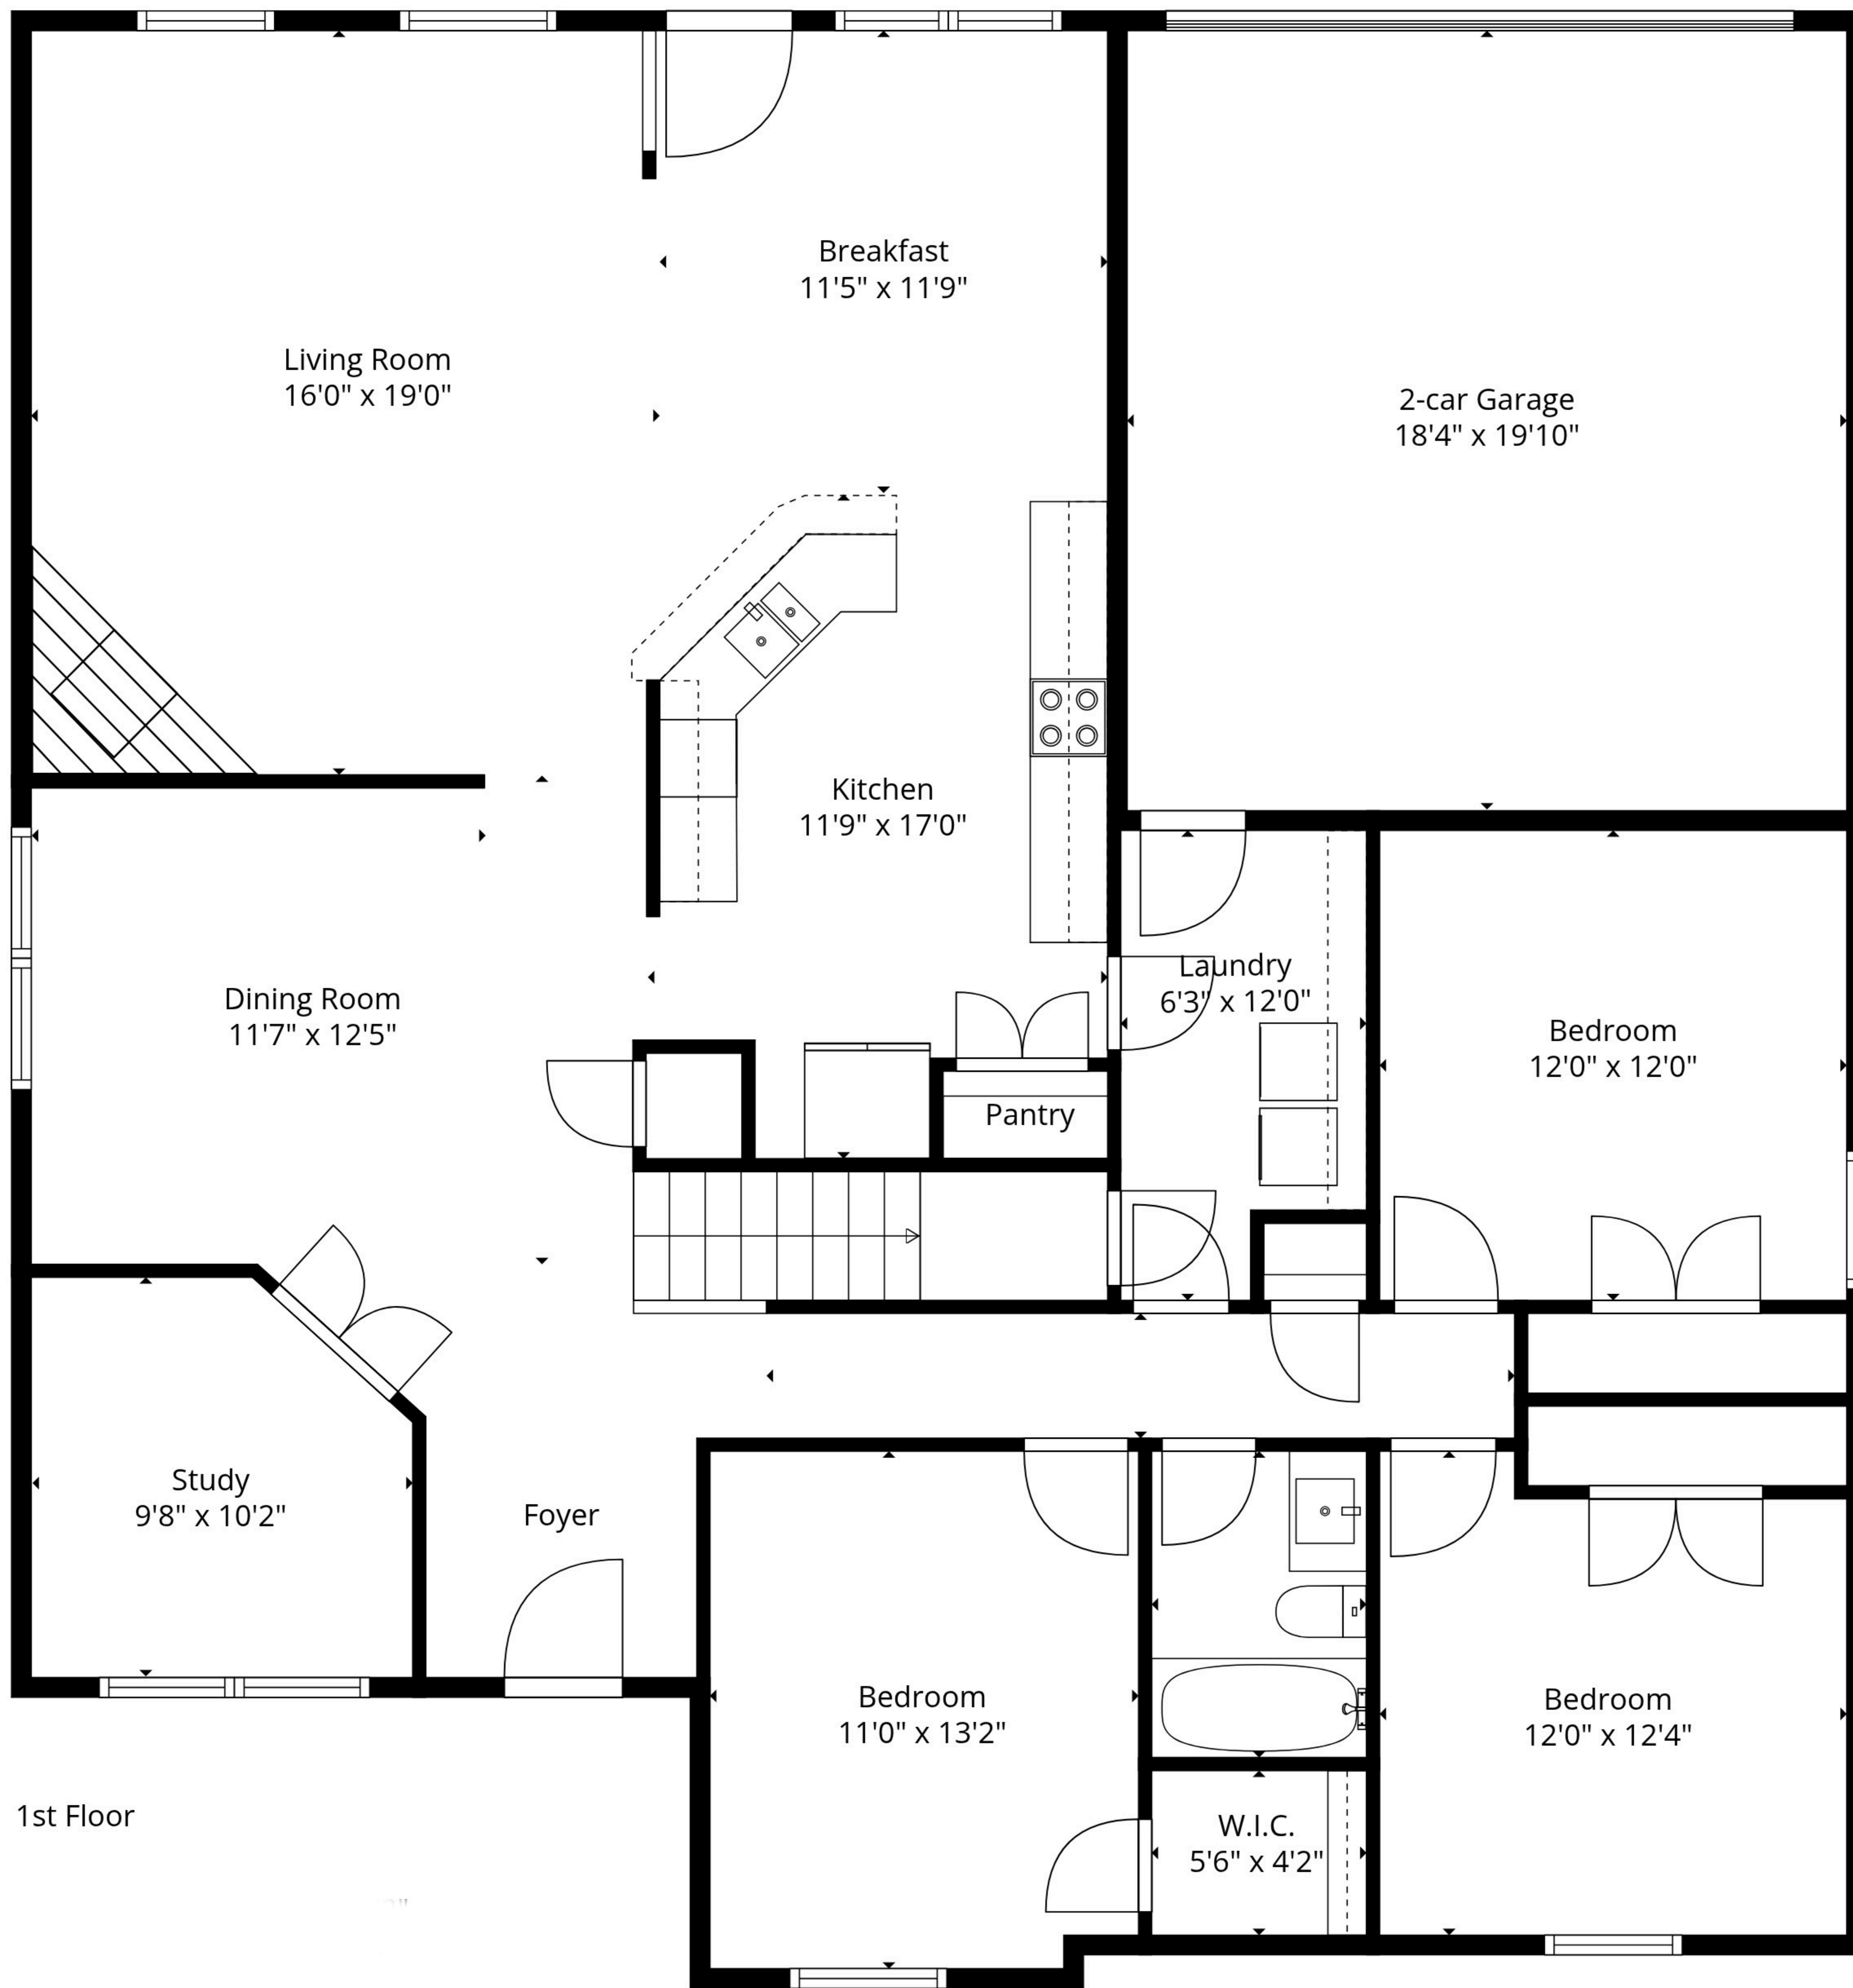 Breakfast
11'5" x 11'9"
Living Room
16'0" x 19'0"
2-car Garage
18'4" x 19'10"
Kitchen
11'9" x 17'0"
Laundry
6'3" x 12'0"
Dining Room
11'7" x 12'5"
Bedroom
12'0" x 12'0"
Pantry
Study
9'8" x 10'2"
Foyer
Bedroom
11'0" x 13'2"
Bedroom
12'0" x 12'4"
1st Floor
W.I.C.
5'6" x 4'2"